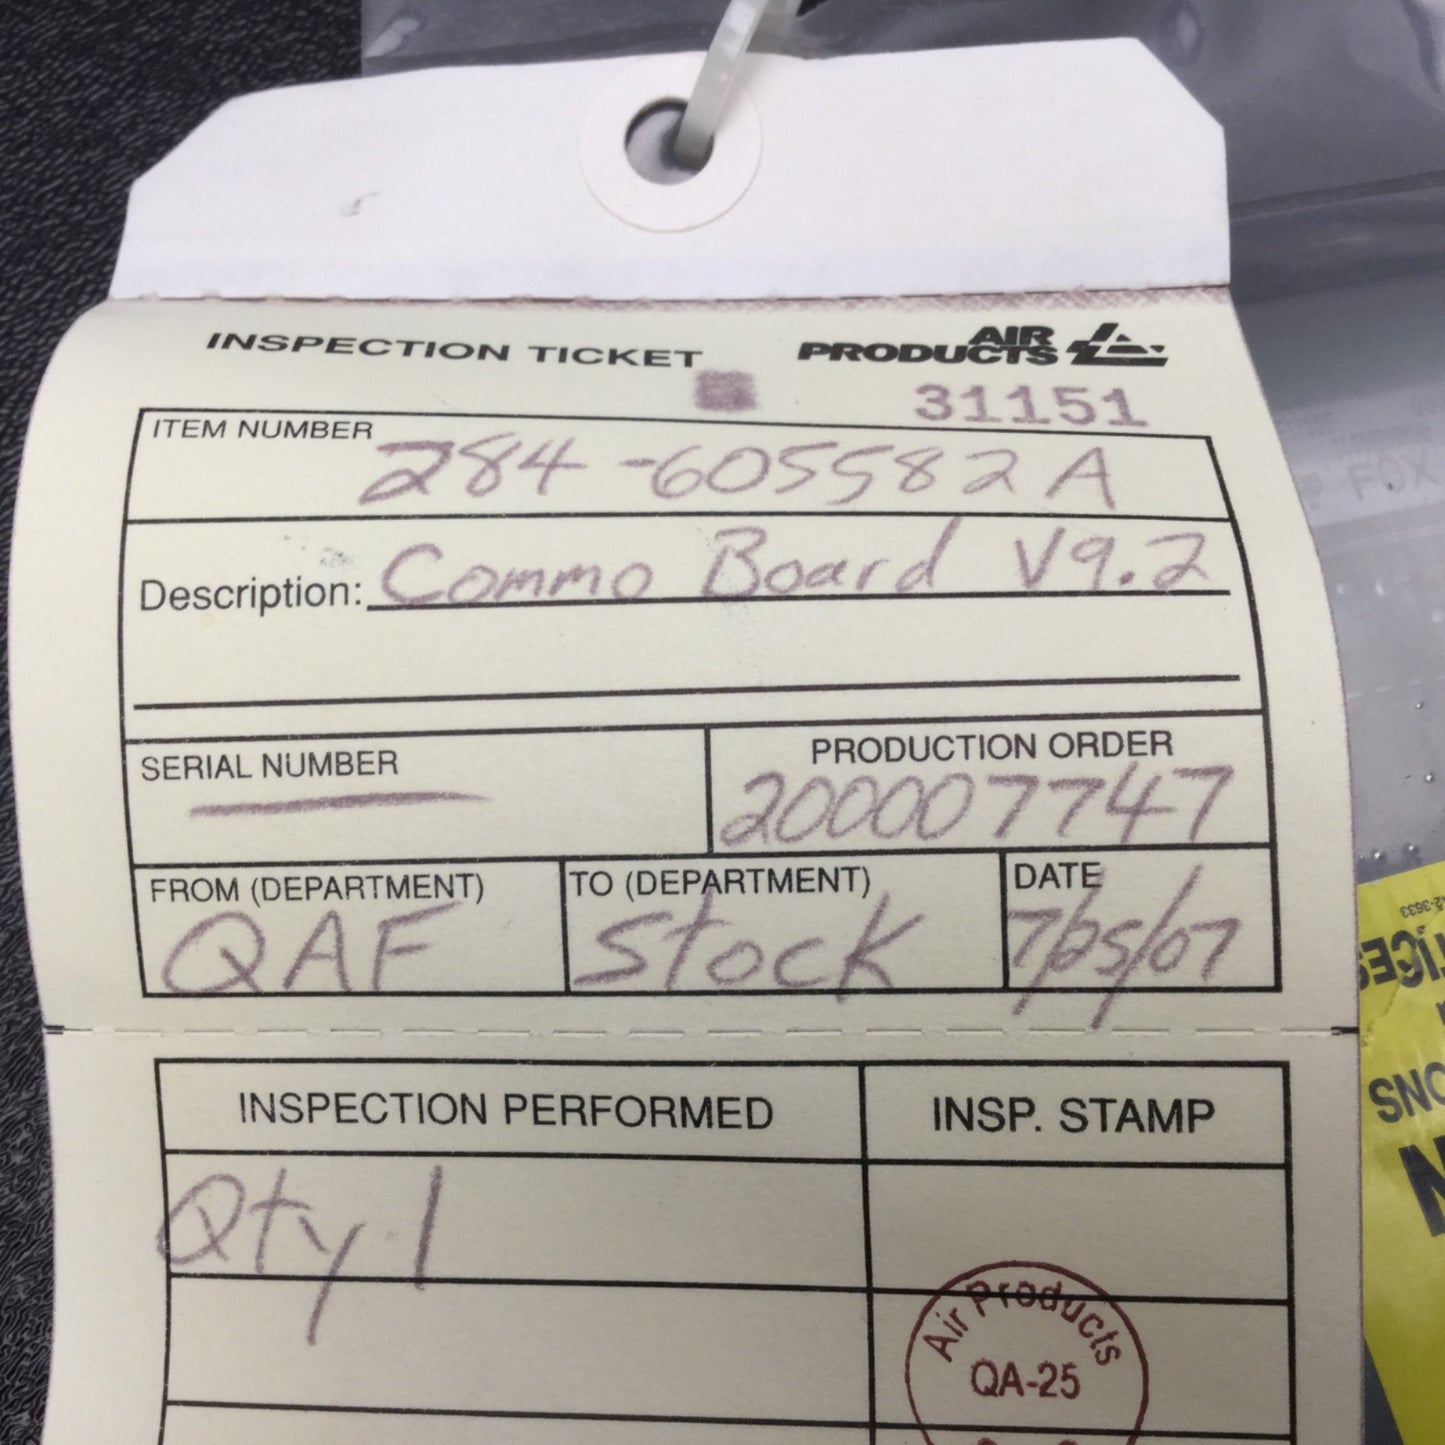 INSPECTION TICKET
AIR PRODUCTS
31151
ITEM NUMBER
284-605582A
Description: Commo Board V9.2
SERIAL NUMBER
PRODUCTION ORDER
200007747
FROM (DEPARTMENT)
QAF
TO (DEPARTMENT)
Stock
DATE
7/25/07
INSPECTION PERFORMED
INSP. STAMP
Qty 1
Air Products
QA-25
FOX